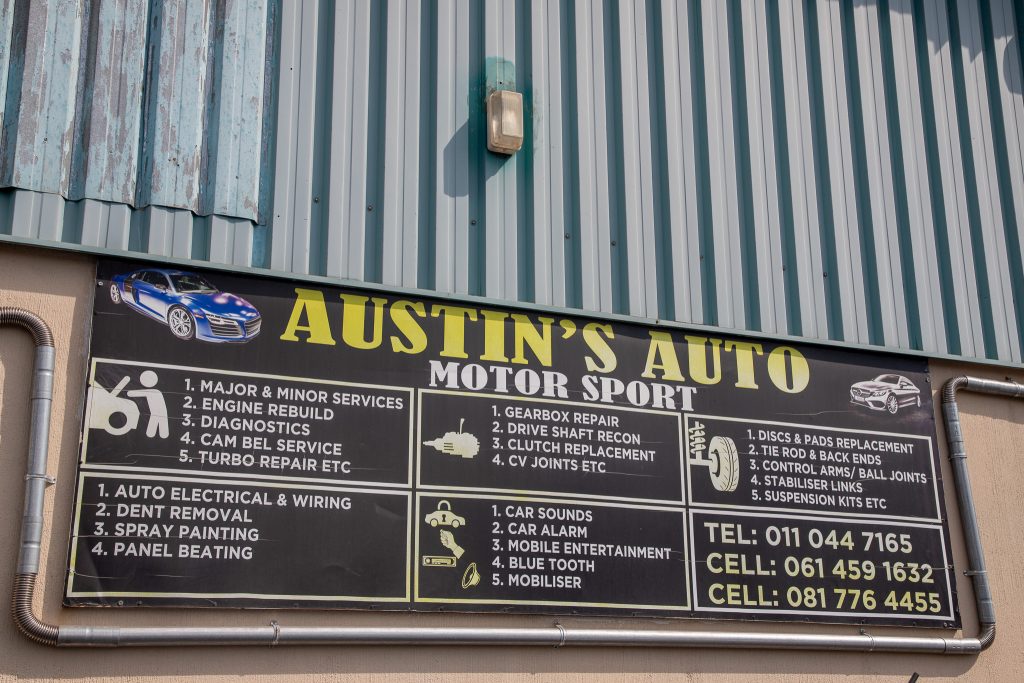 AUSTIN'S AUTO
MOTOR SPORT
1. MAJOR & MINOR SERVICES
2. ENGINE REBUILD
3. DIAGNOSTICS
4. CAM BEL SERVICE
5. TURBO REPAIR ETC
1. GEARBOX REPAIR
2. DRIVE SHAFT RECON
3. CLUTCH REPLACEMENT
4. CV JOINTS ETC
1. DISCS & PADS REPLACEMENT
2. TIE ROD & BACK ENDS
3. CONTROL ARMS/ BALL JOINTS
4. STABILISER LINKS
5. SUSPENSION KITS ETC
1. AUTO ELECTRICAL & WIRING
2. DENT REMOVAL
3. SPRAY PAINTING
4. PANEL BEATING
1. CAR SOUNDS
2. CAR ALARM
3. MOBILE ENTERTAINMENT
4. BLUE TOOTH
5. MOBILISER
TEL: 011 044 7165
CELL: 061 459 1632
CELL: 081 776 4455